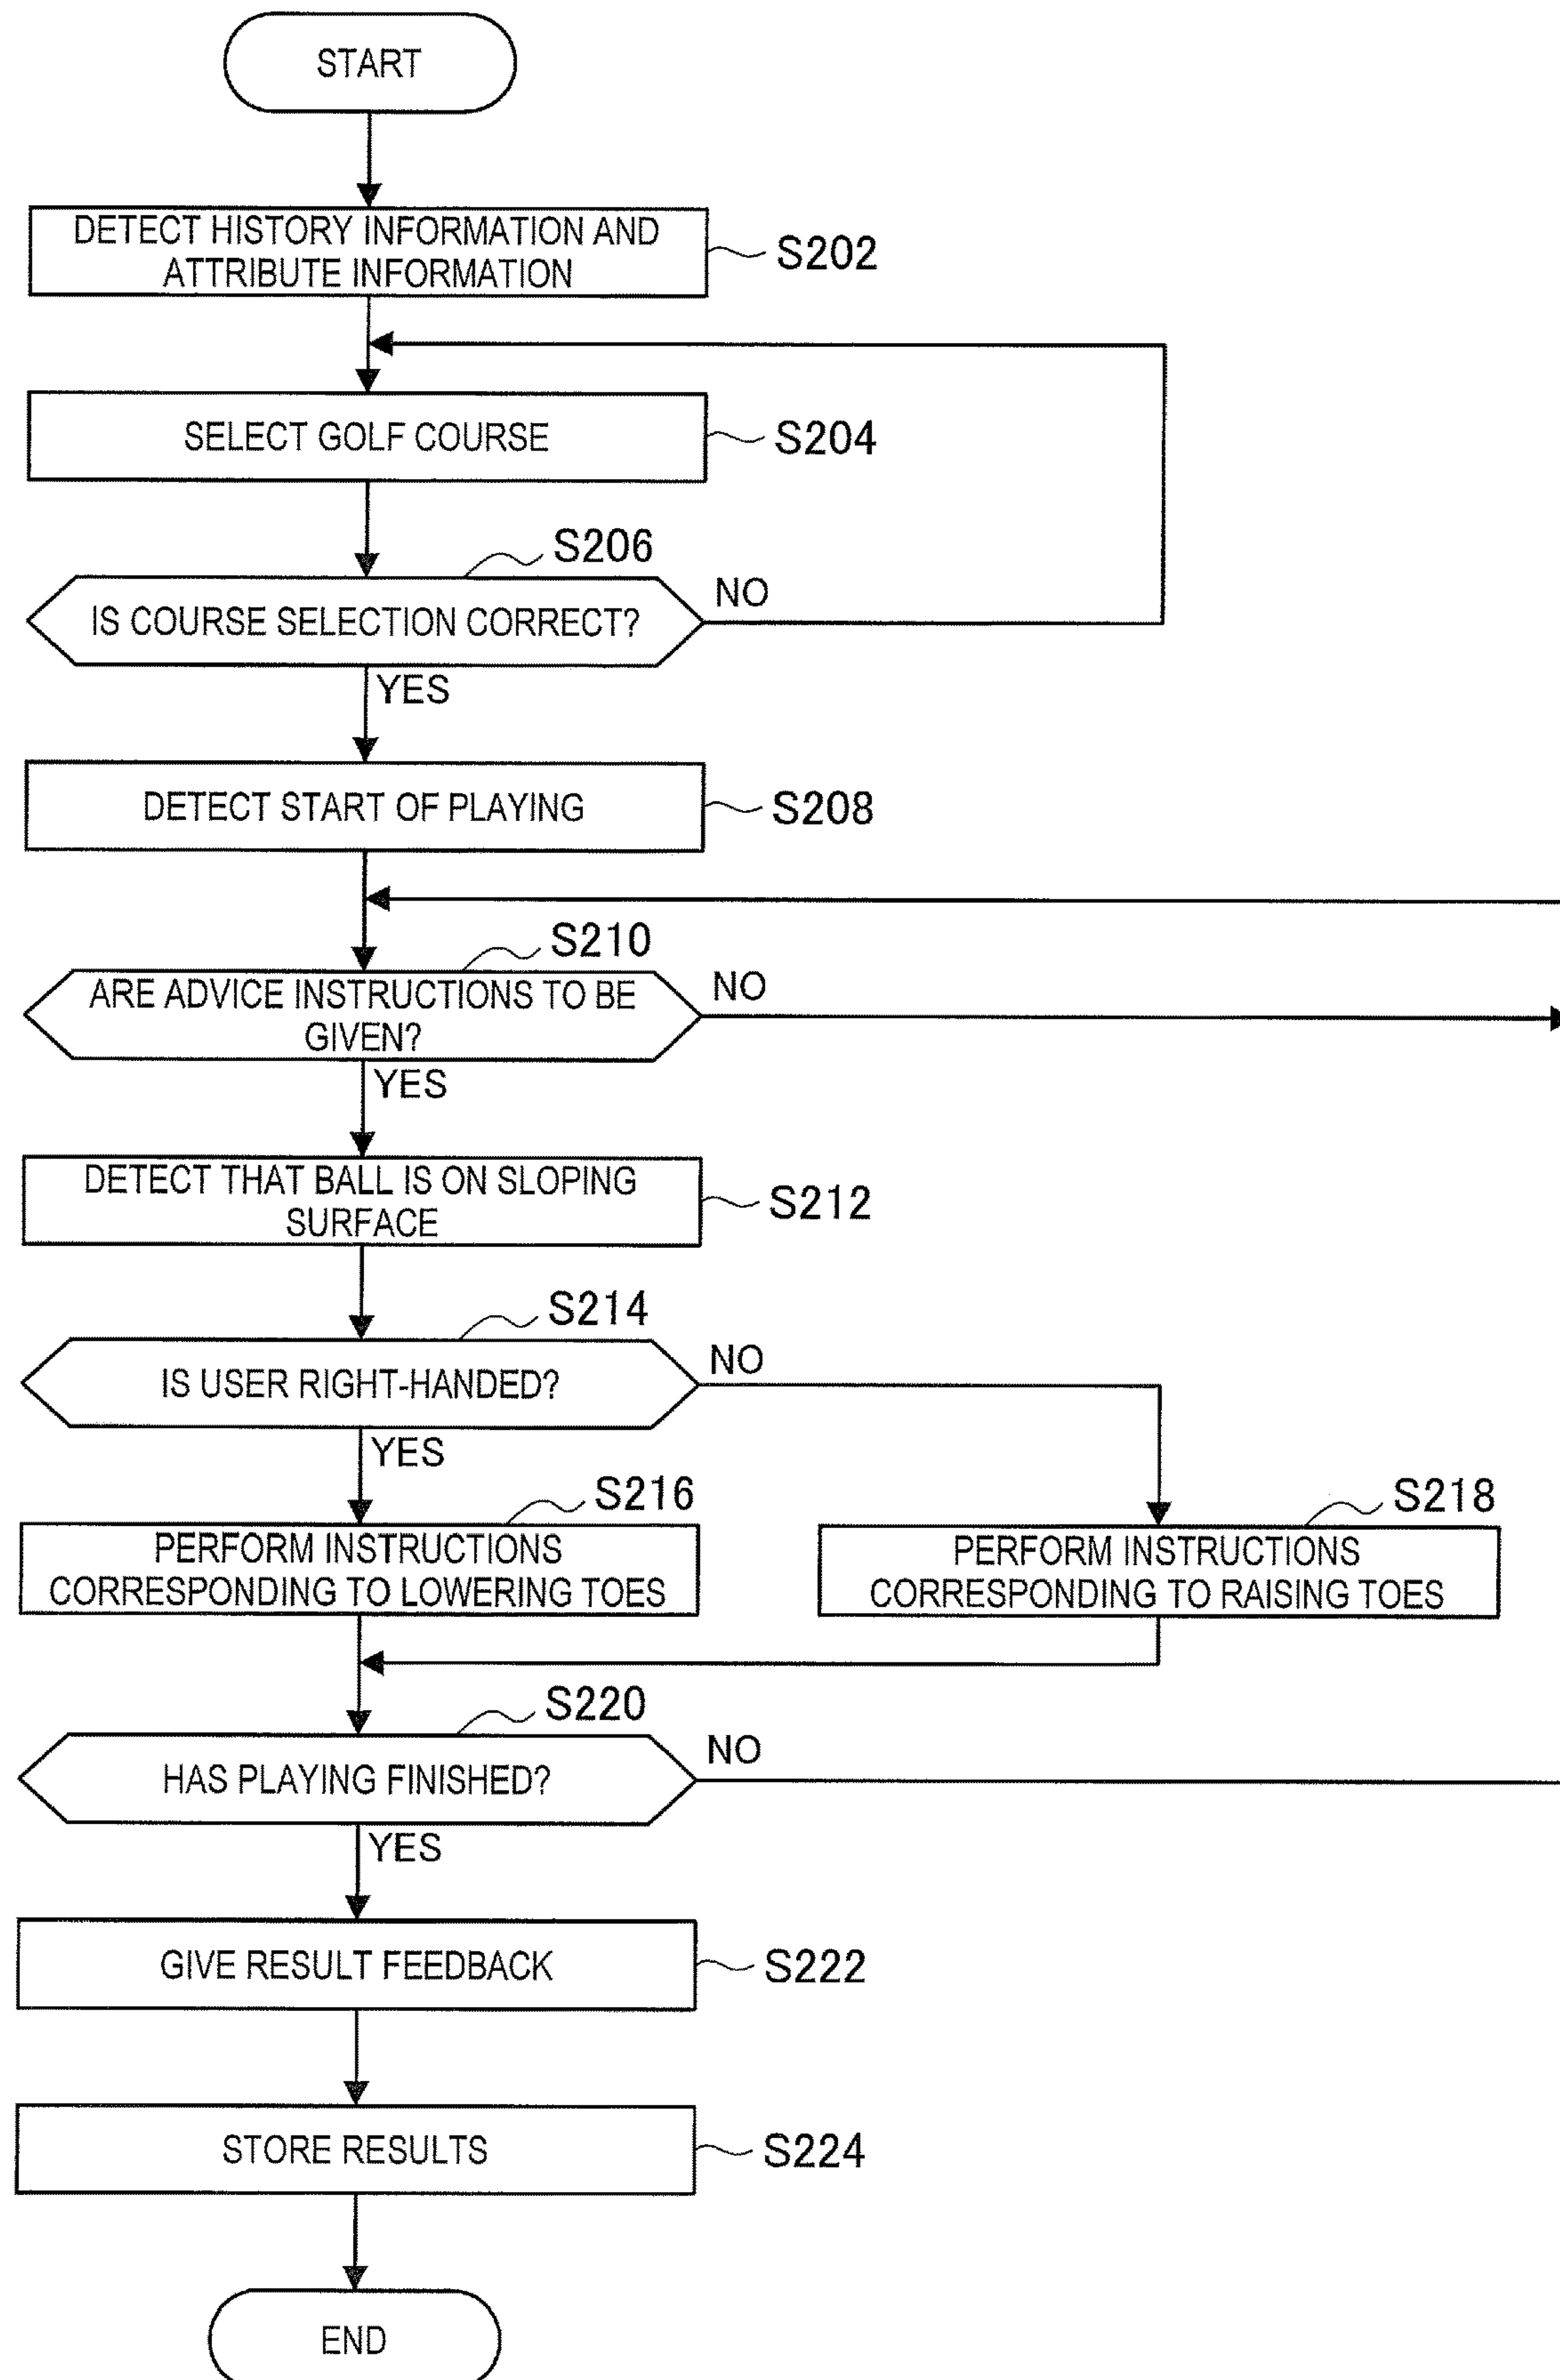 START
DETECT HISTORY INFORMATION AND
ATTRIBUTE INFORMATION
S202
SELECT GOLF COURSE
S204
S206
IS COURSE SELECTION CORRECT?
NO
YES
DETECT START OF PLAYING
S208
S210
ARE ADVICE INSTRUCTIONS TO BE
GIVEN?
NO
YES
DETECT THAT BALL IS ON SLOPING
SURFACE
S212
S214
IS USER RIGHT-HANDED?
NO
YES
S216
PERFORM INSTRUCTIONS
CORRESPONDING TO LOWERING TOES
S218
PERFORM INSTRUCTIONS
CORRESPONDING TO RAISING TOES
S220
HAS PLAYING FINISHED?
NO
YES
GIVE RESULT FEEDBACK
S222
STORE RESULTS
S224
END